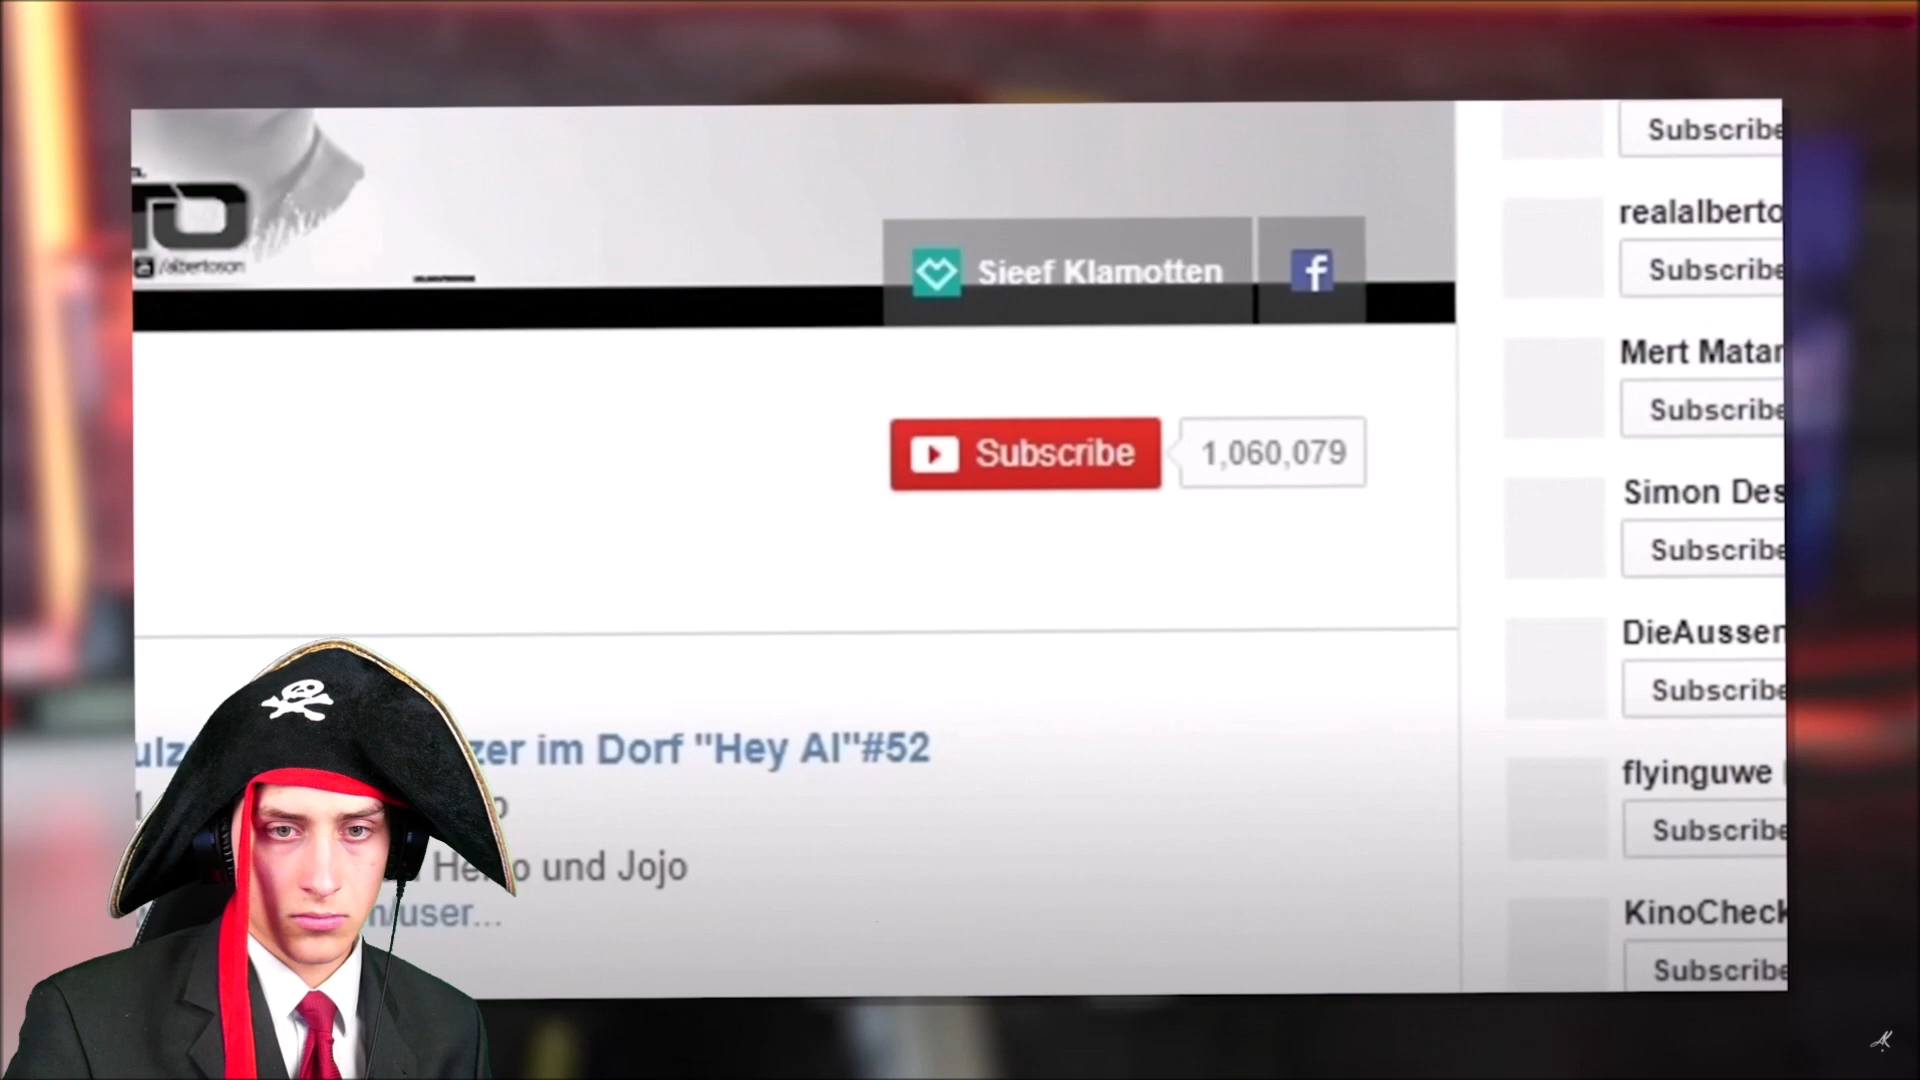 /albertoson
Sieef Klamotten
Subscribe 1,060,079
im Dorf "Hey Al"#52
und Jojo
/user...
Subscribe
realalberto
Subscribe
Mert Matan
Subscribe
Simon Des
Subscribe
DieAussen
Subscribe
flyinguwe
Subscribe
KinoCheck
Subscribe